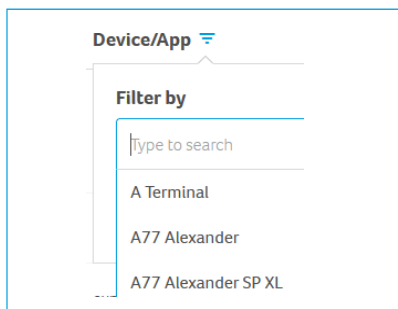 Device/App
Filter by
Type to search
A Terminal
A77 Alexander
A77 Alexander SP XL